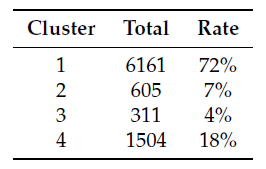 Cluster Total Rate
1 6161 72%
2 605 7%
3 311 4%
4 1504 18%